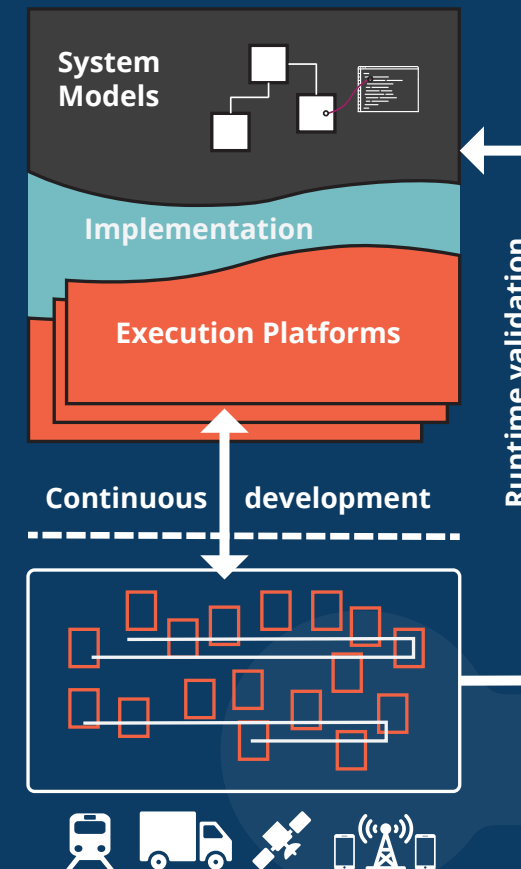 System
Models
Implementation
Execution Platforms
Continuous development
Runtime validation